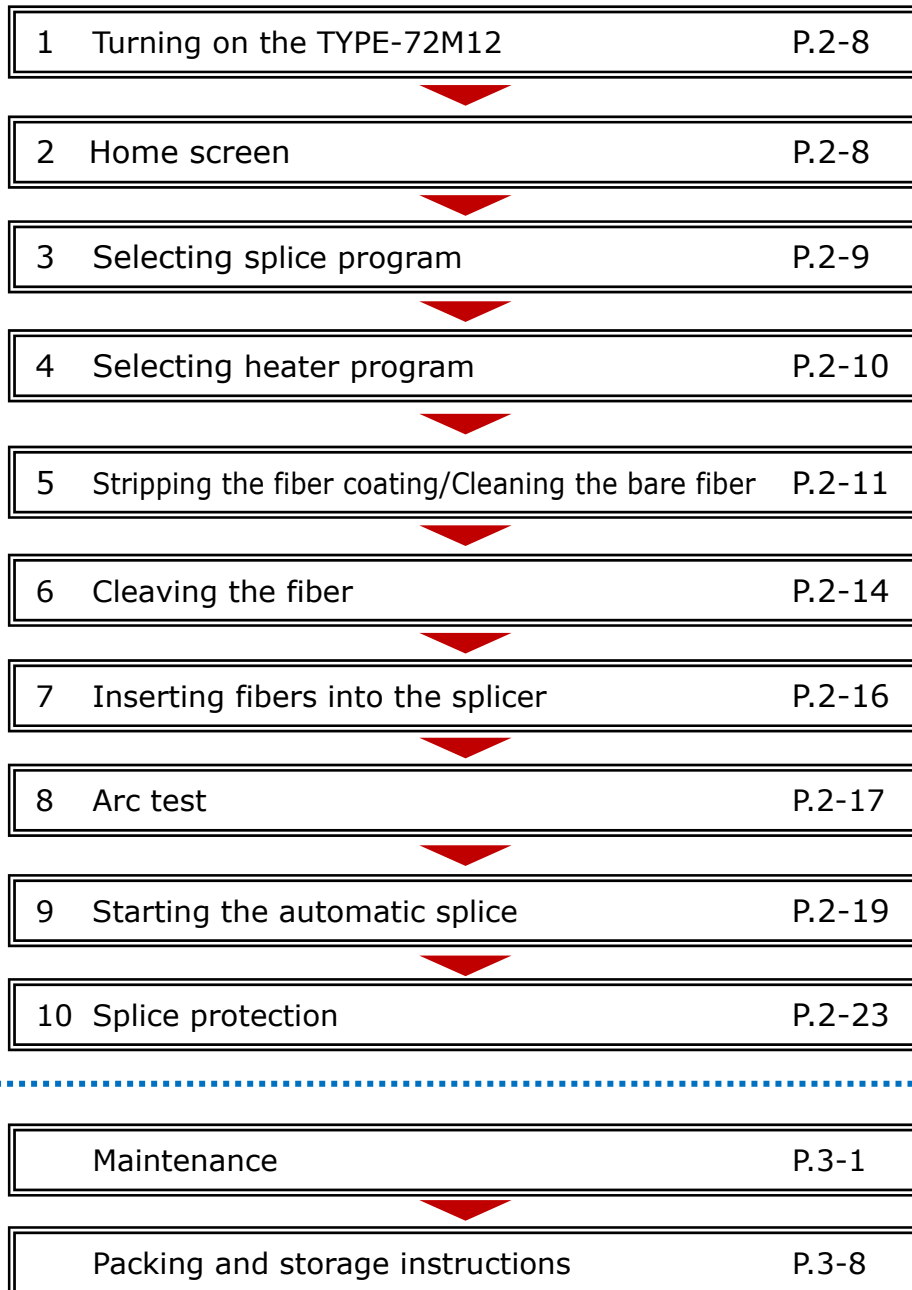 1 Turning on the TYPE-72M12 P.2-8
2 Home screen P.2-8
3 Selecting splice program P.2-9
4 Selecting heater program P.2-10
5 Stripping the fiber coating/Cleaning the bare fiber P.2-11
6 Cleaving the fiber P.2-14
7 Inserting fibers into the splicer P.2-16
8 Arc test P.2-17
9 Starting the automatic splice P.2-19
10 Splice protection P.2-23
Maintenance P.3-1
Packing and storage instructions P.3-8